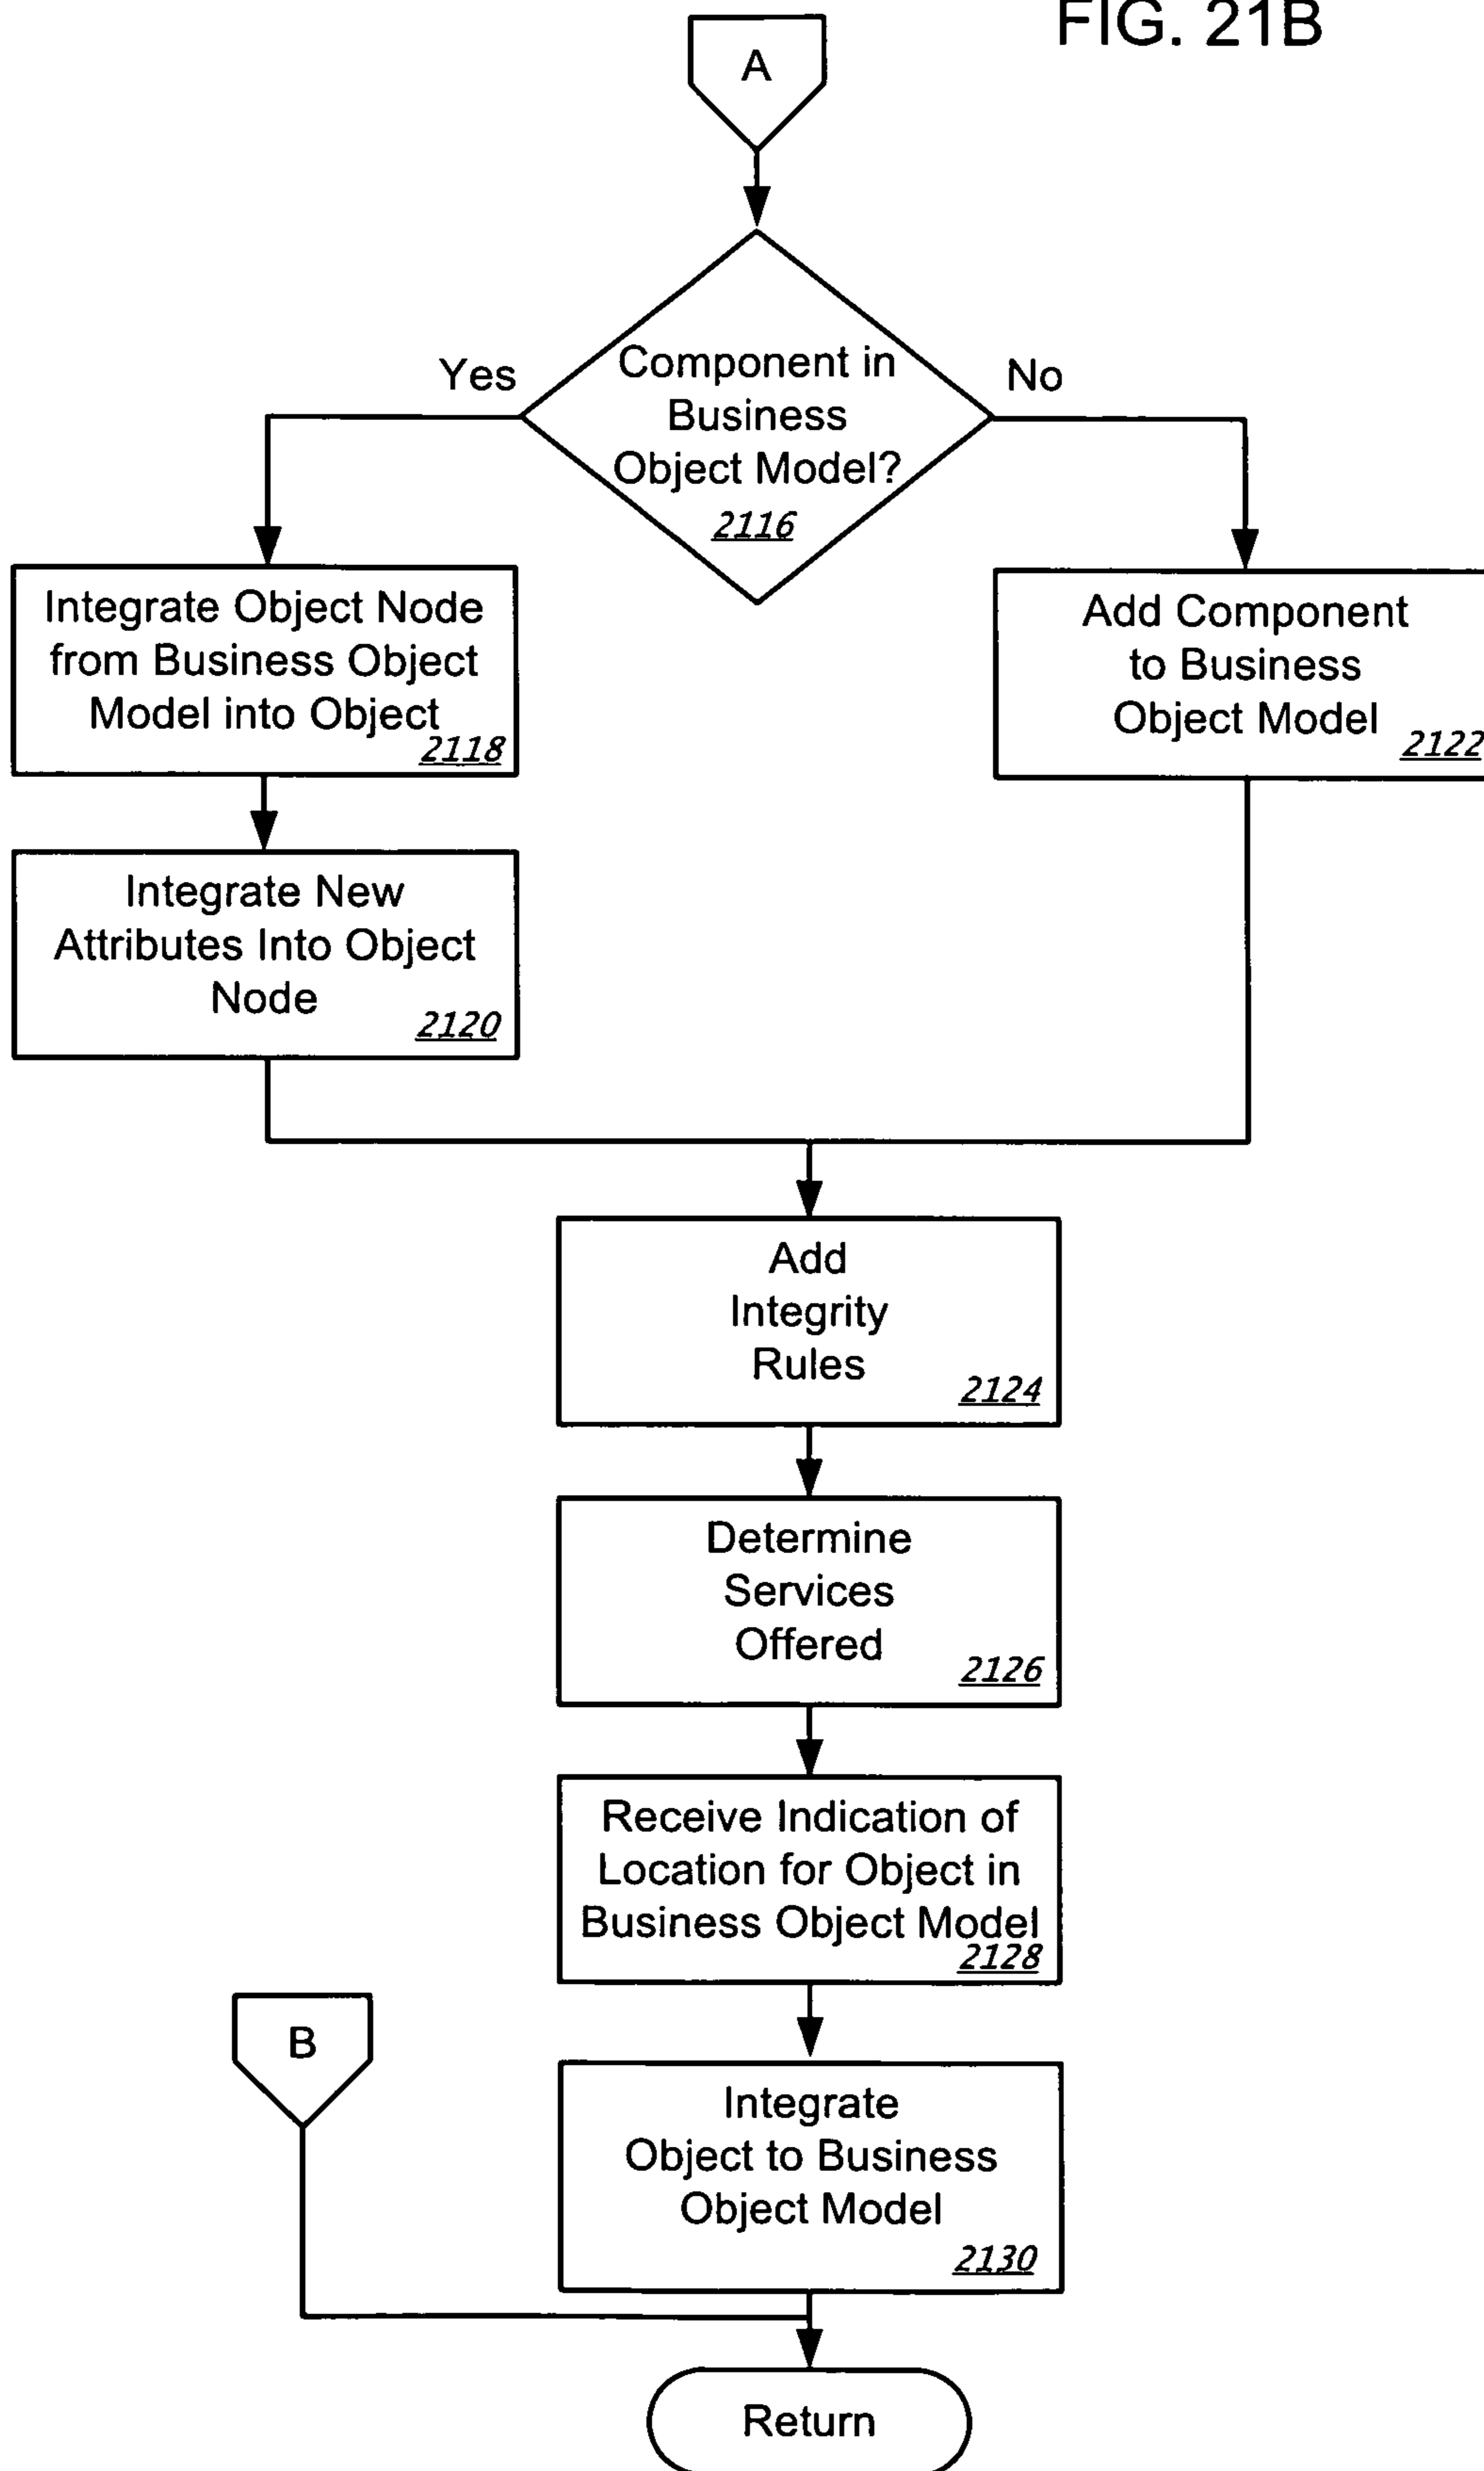 FIG. 21B
A
Component in
Business
Object Model?
2116
Yes
No
Integrate Object Node
from Business Object
Model into Object
2118
Add Component
to Business
Object Model
2122
Integrate New
Attributes Into Object
Node
2120
Add
Integrity
Rules
2124
Determine
Services
Offered
2126
Receive Indication of
Location for Object in
Business Object Model
2128
B
Integrate
Object to Business
Object Model
2130
Return